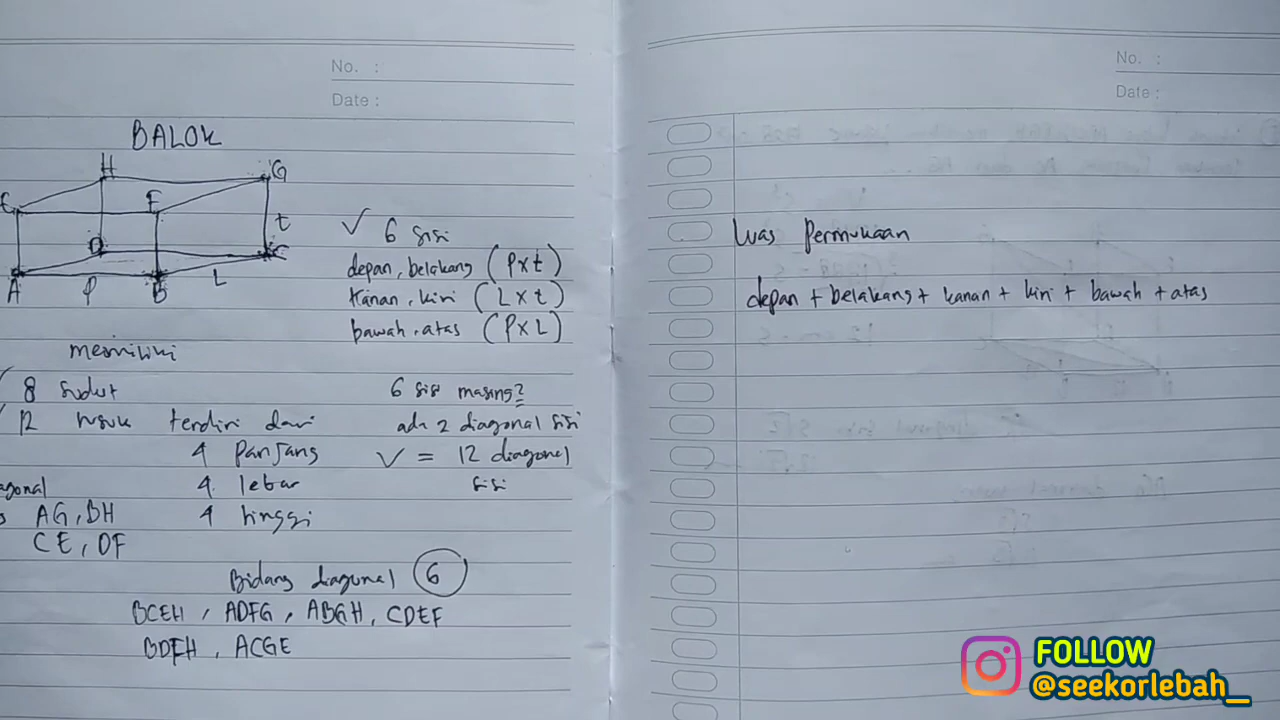 No. :
Date :
BALOK
H
G
E
F
t
D
C
A
P
B
L
✓ 6 sisi
depan, belakang (Pxt)
kanan, kiri (Lxt)
bawah, atas (PxL)
memiliki
8 sudut
12 rusuk terdiri dari
4 panjang
4 lebar
4 tinggi
6 sisi masing2
ada 2 diagonal sisi
V = 12 diagonal
sisi
AG, BH
CE, DF
Bidang diagonal 6
BCEH, ADFG, ABGH, CDEF
BDFH, ACGE
No. :
Date :
Luas Permukaan
depan + belakang + kanan + kiri + bawah + atas
FOLLOW
@seekorlebah_